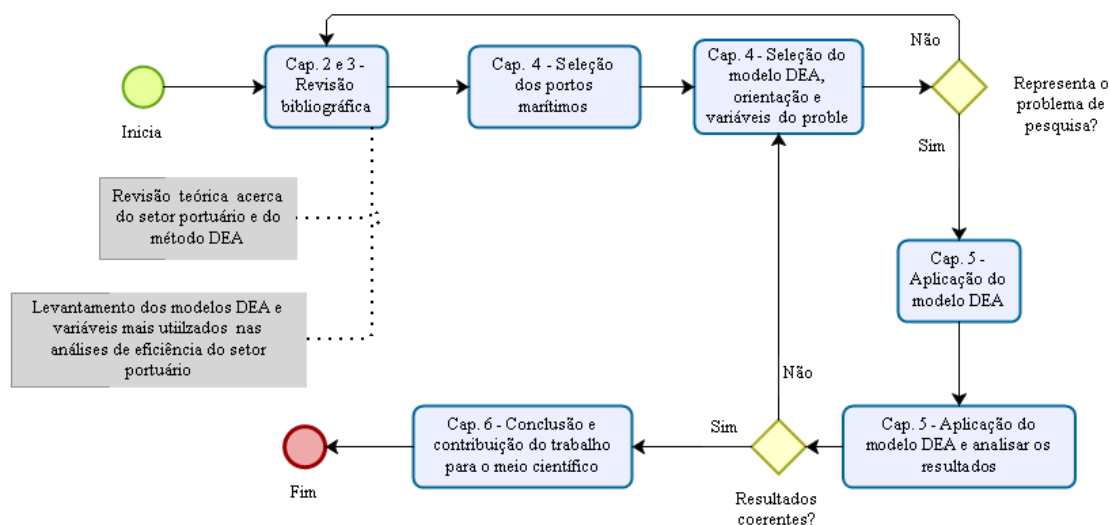 Não
Cap. 2 e 3 -
Revisão
bibliográfica
Cap. 4 - Seleção
dos portos
marítimos
Cap. 4 - Seleção do
modelo DEA,
orientação e
variáveis do proble
Representa o
problema de
pesquisa?
Inicia
Sim
Revisão teórica acerca
do setor portuário e do
método DEA
Cap. 5 -
Aplicação do
modelo DEA
Levantamento dos modelos DEA e
variáveis mais utiilzados nas
análises de eficiência do setor
portuário
Não
Cap. 6 - Conclusão e
contribuição do trabalho
para o meio científico
Sim
Cap. 5 - Aplicação do
modelo DEA e analisar os
resultados
Fim
Resultados
coerentes?